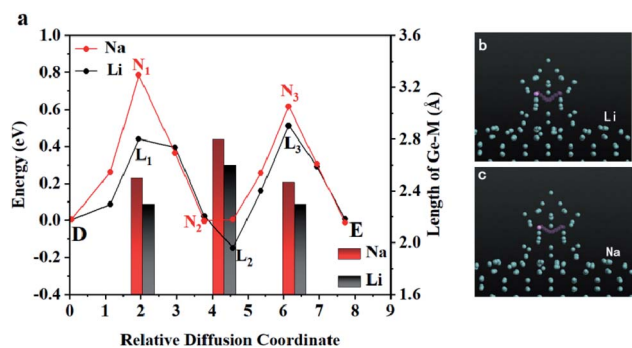 a
Energy (eV)
1.0
0.8
0.6
0.4
0.2
0.0
-0.2
-0.4
Na
Li
N1
L1
N2
L2
N3
L3
D
E
Na
Li
3.6
3.2
2.8
2.4
2.0
1.6
Length of Ge-M (Å)
0 1 2 3 4 5 6 7 8 9
Relative Diffusion Coordinate
b
Li
c
Na